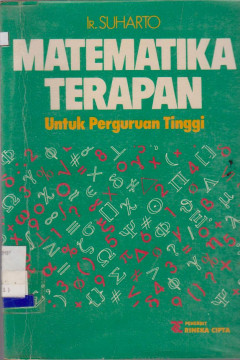 Ir. SUHARTO
MATEMATIKA
TERAPAN
Untuk Perguruan Tinggi
PENERBIT
RINEKA CIPTA